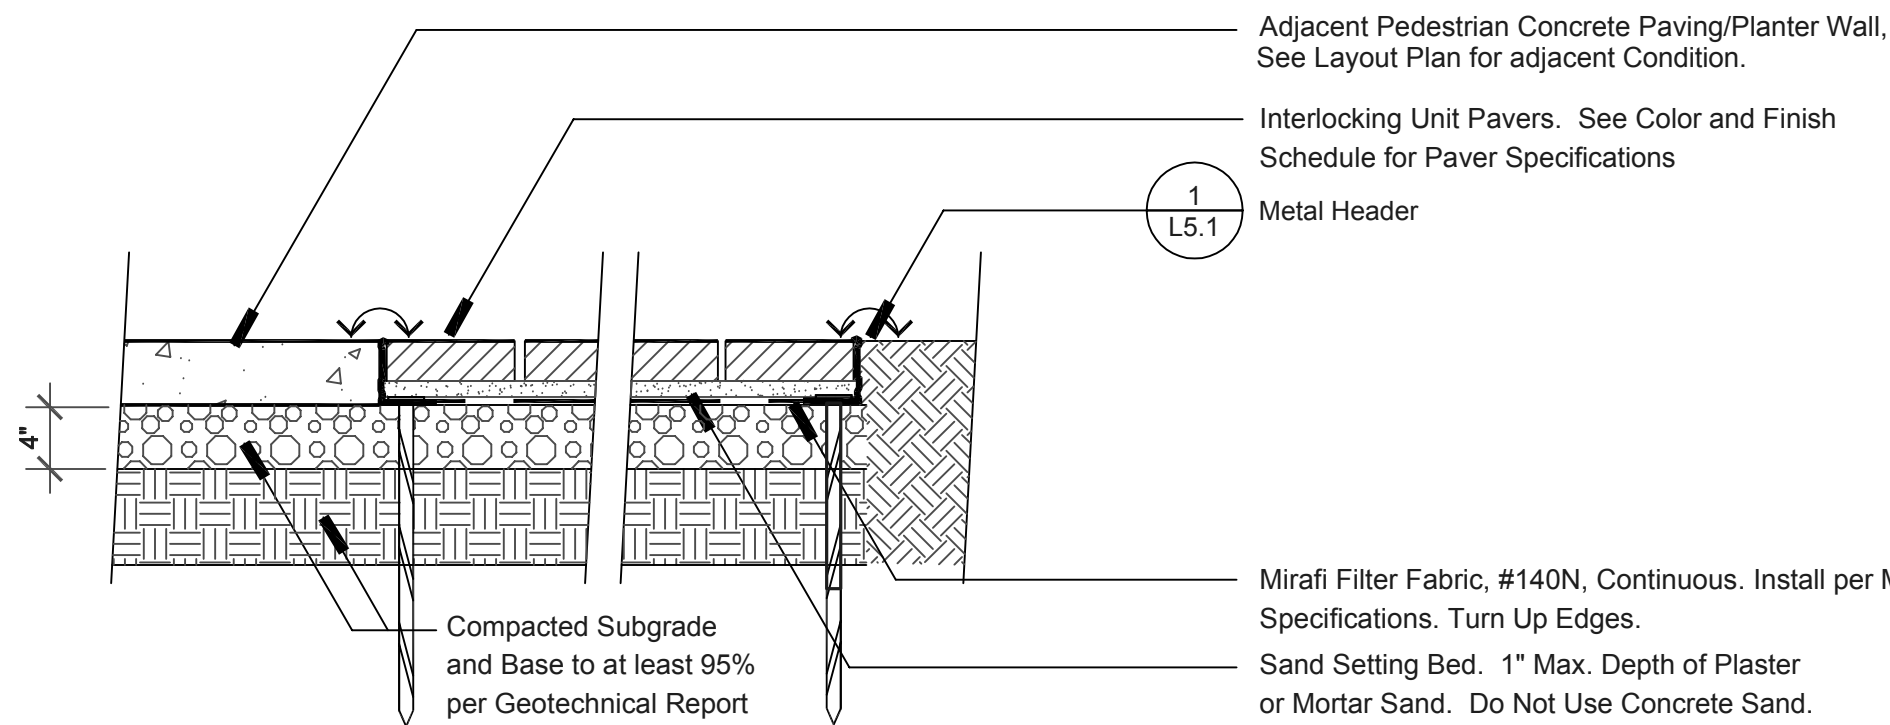 Adjacent Pedestrian Concrete Paving/Planter Wall,
See Layout Plan for adjacent Condition.
Interlocking Unit Pavers. See Color and Finish
Schedule for Paver Specifications
1
L5.1
Metal Header
4"
Mirafi Filter Fabric, #140N, Continuous. Install per
Specifications. Turn Up Edges.
Compacted Subgrade
and Base to at least 95%
per Geotechnical Report
Sand Setting Bed. 1" Max. Depth of Plaster
or Mortar Sand. Do Not Use Concrete Sand.